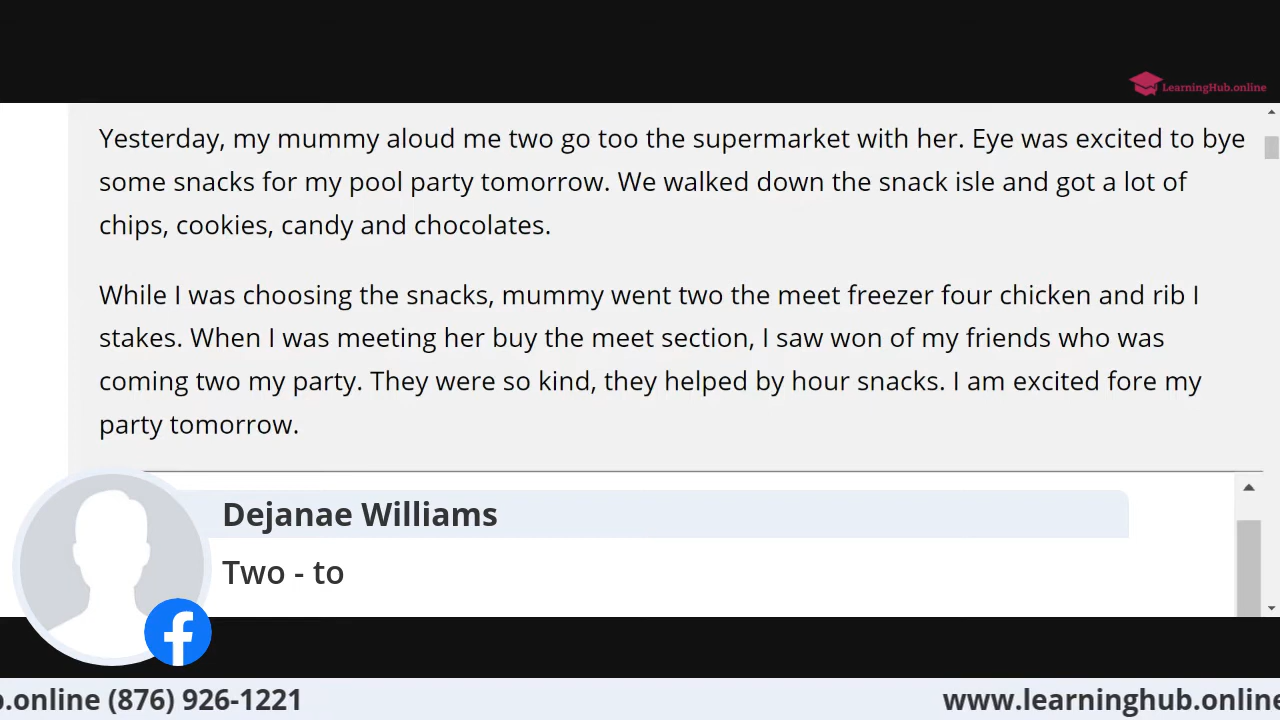 LearningHub.online
Yesterday, my mummy aloud me two go too the supermarket with her. Eye was excited to bye
some snacks for my pool party tomorrow. We walked down the snack isle and got a lot of
chips, cookies, candy and chocolates.
While I was choosing the snacks, mummy went two the meet freezer four chicken and rib I
stakes. When I was meeting her buy the meet section, I saw won of my friends who was
coming two my party. They were so kind, they helped by hour snacks. I am excited fore my
party tomorrow.
Dejanae Williams
Two - to
b.online (876) 926-1221 www.learninghub.online